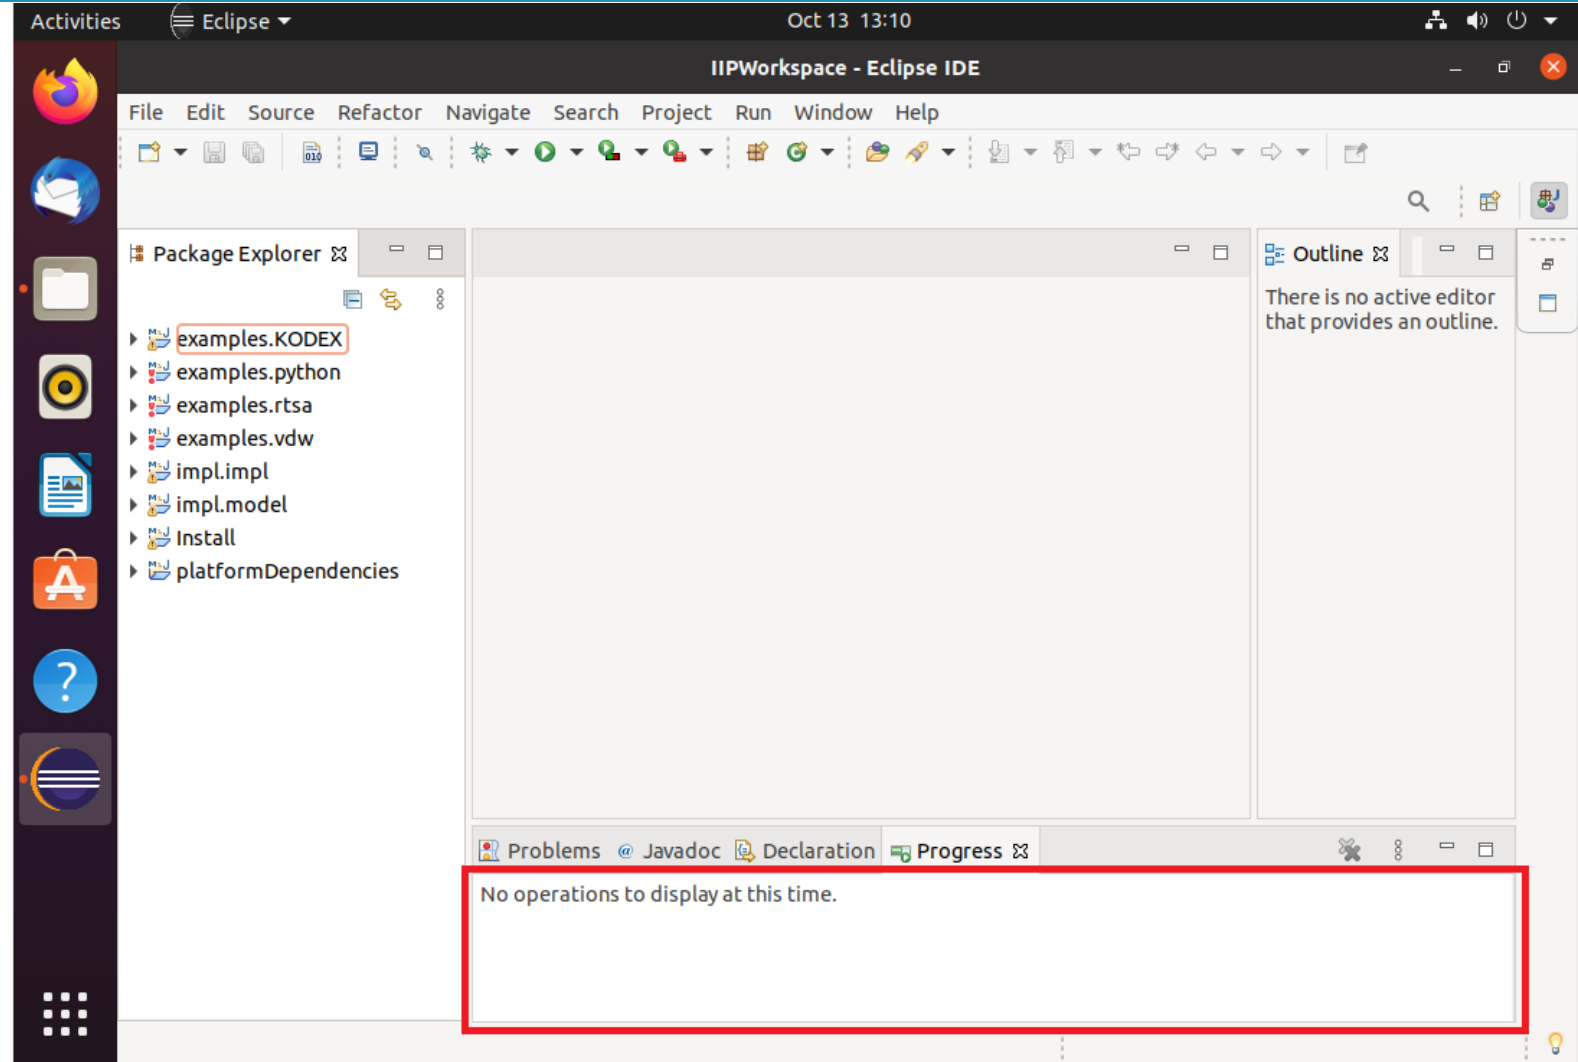 Activities Eclipse Oct 13 13:10
IIPWorkspace - Eclipse IDE
File Edit Source Refactor Navigate Search Project Run Window Help
Package Explorer
Outline
There is no active editor
that provides an outline.
examples.KODEX
examples.python
examples.rtsa
examples.vdw
impl.impl
impl.model
Install
platformDependencies
Problems @ Javadoc Declaration Progress
No operations to display at this time.